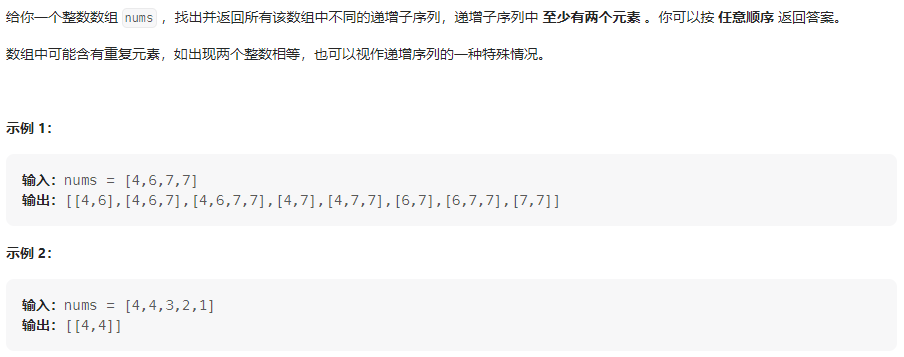 给你一个整数数组 nums ，找出并返回所有该数组中不同的递增子序列，递增子序列中 至少有两个元素 。你可以按 任意顺序 返回答案。
数组中可能含有重复元素，如出现两个整数相等，也可以视作递增序列的一种特殊情况。
示例 1：
输入：nums = [4,6,7,7]
输出：[[4,6],[4,6,7],[4,6,7,7],[4,7],[4,7,7],[6,7],[6,7,7],[7,7]]
示例 2：
输入：nums = [4,4,3,2,1]
输出：[[4,4]]